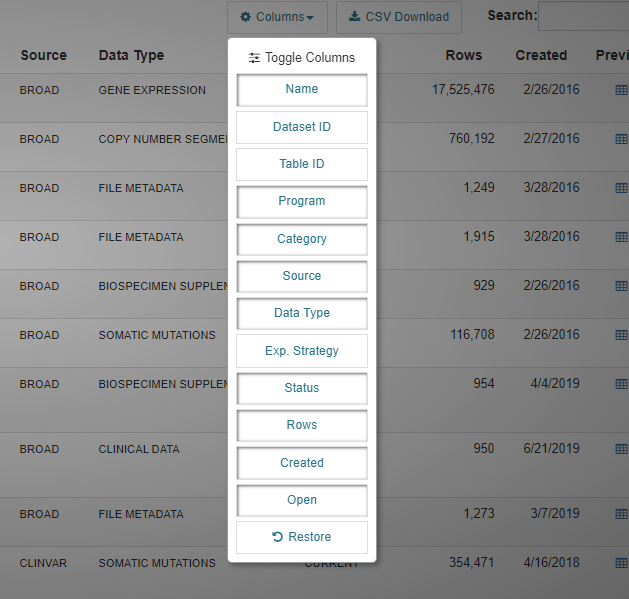 Columns
CSV Download
Search:
Source Data Type Rows Created Previ
Toggle Columns
Name
Dataset ID
Table ID
Program
Category
Source
Data Type
Exp. Strategy
Status
Rows
Created
Open
Restore
BROAD GENE EXPRESSION 17,525,476 2/26/2016
BROAD COPY NUMBER SEGME 760,192 2/27/2016
BROAD FILE METADATA 1,249 3/28/2016
BROAD FILE METADATA 1,915 3/28/2016
BROAD BIOSPECIMEN SUPPLEM 929 2/26/2016
BROAD SOMATIC MUTATIONS 116,708 2/26/2016
BROAD BIOSPECIMEN SUPPLEM 954 4/4/2019
BROAD CLINICAL DATA 950 6/21/2019
BROAD FILE METADATA 1,273 3/7/2019
CLINVAR SOMATIC MUTATIONS CURRENT 354,471 4/16/2018